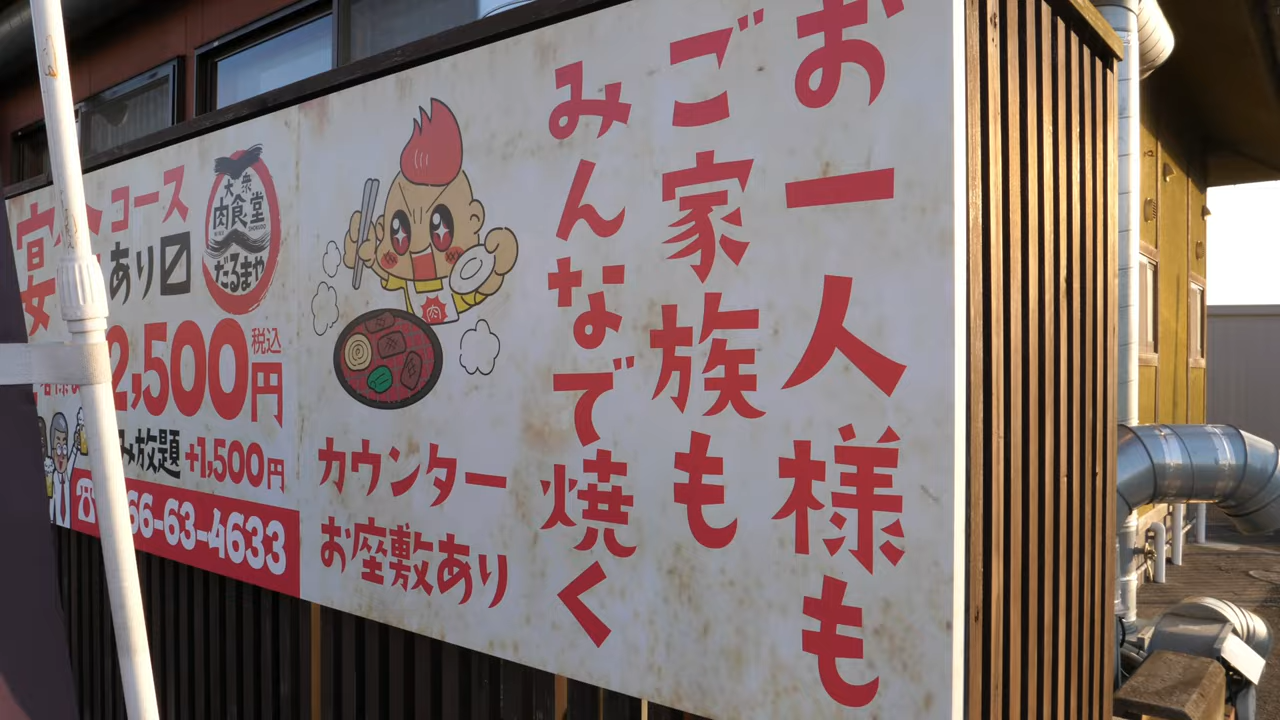 お一人様も
ご家族も
みんなで焼く
カウンター
お座敷あり
肉
大衆
肉食堂
だるまや
宴会コース
あり〼
2,500円
税込
み放題
+1,500円
66-63-4633